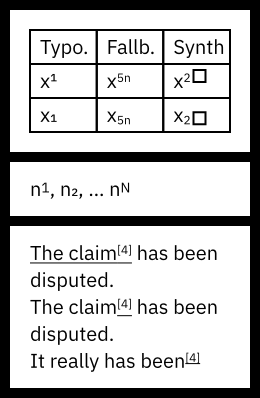 Typo. Fallb. Synth
x¹ x⁵ⁿ x²□
x₁ x₅ₙ x₂□
n¹, n₂, ... nᴺ
The claim[4] has been
disputed.
The claim[4] has been
disputed.
It really has been[4]